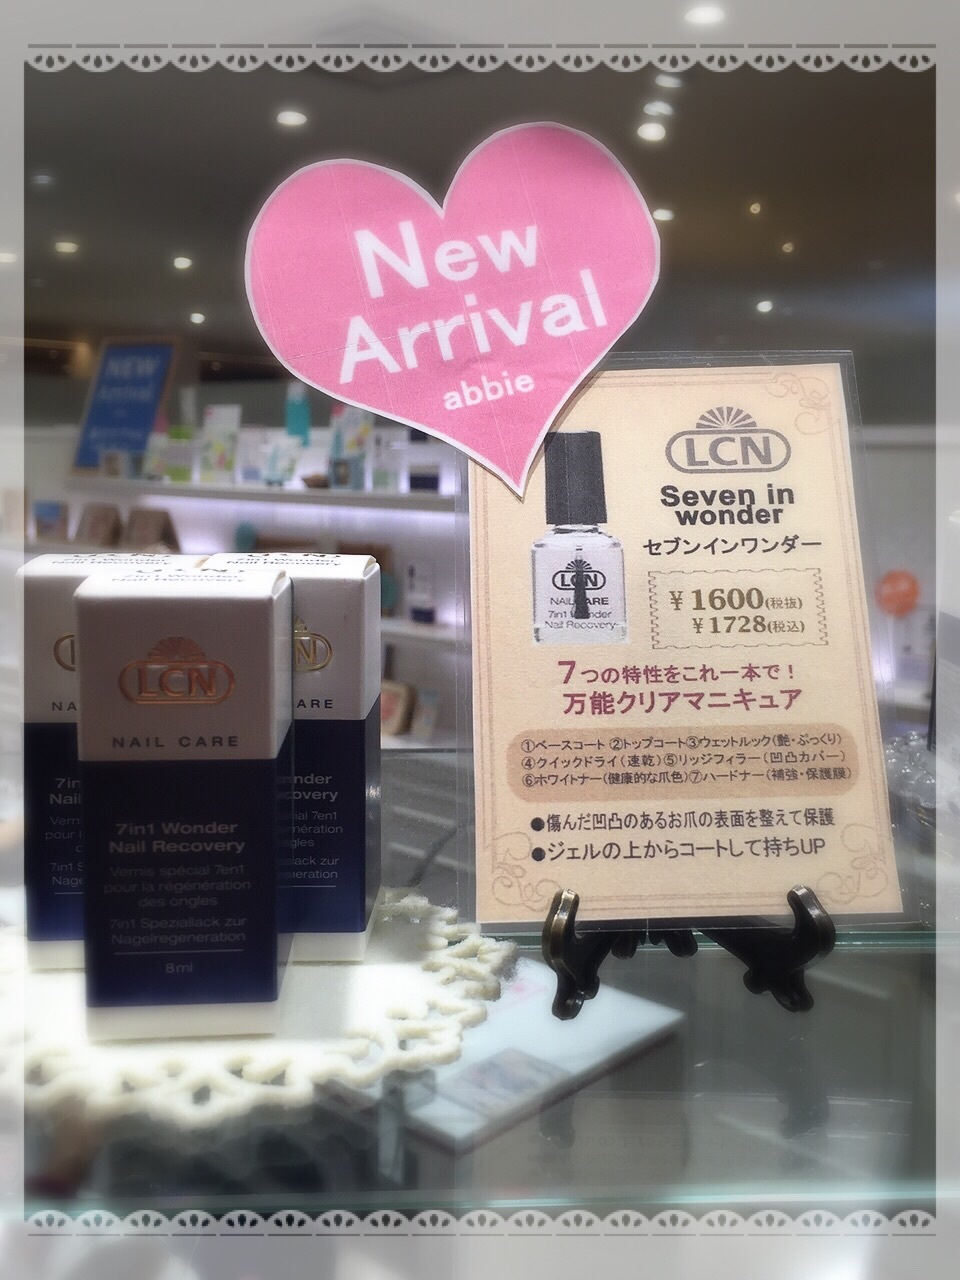 New
Arrival
abbie
NEW
Arrival
LCN
Seven in
wonder
セブンインワンダー
¥1600(税抜)
¥1728(税込)
LCN
NAIL CARE
7in1 Wonder
Nail Recovery
7つの特性をこれ一本で！
万能クリアマニキュア
①ベースコート ②トップコート③ウェットルック(艶・ぷっくり)
④クイックドライ(速乾)⑤リッジフィラー(凹凸カバー)
⑥ホワイトナー(健康的な爪色)⑦ハードナー(補強・保護膜)
●傷んだ凹凸のあるお爪の表面を整えて保護
●ジェルの上からコートして持ちUP
LCN
NAIL CARE
7in1 Wonder
Nail Recovery
Vernis spécial 7en1
pour la régénération
des ongles
7in1 Speziallack zur
Nagelregeneration
8ml